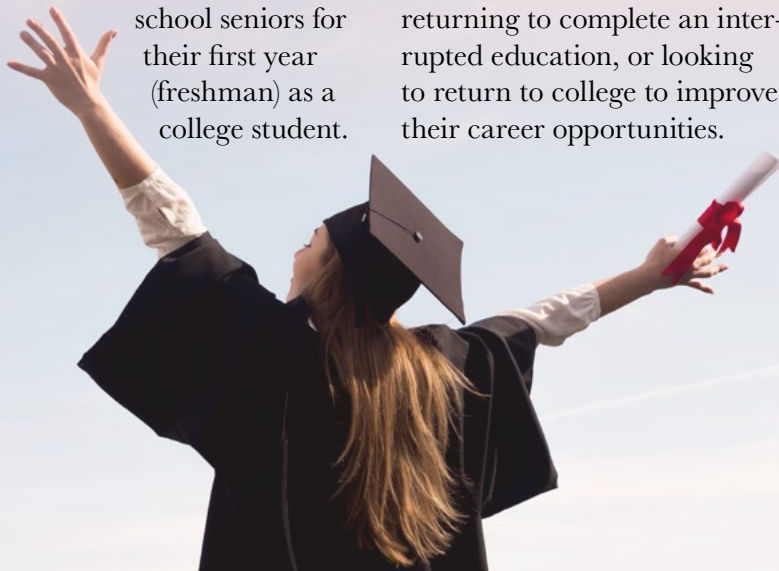 school seniors for
their first year
(freshman) as a
college student.
returning to complete an inter-
rupted education, or looking
to return to college to improve
their career opportunities.